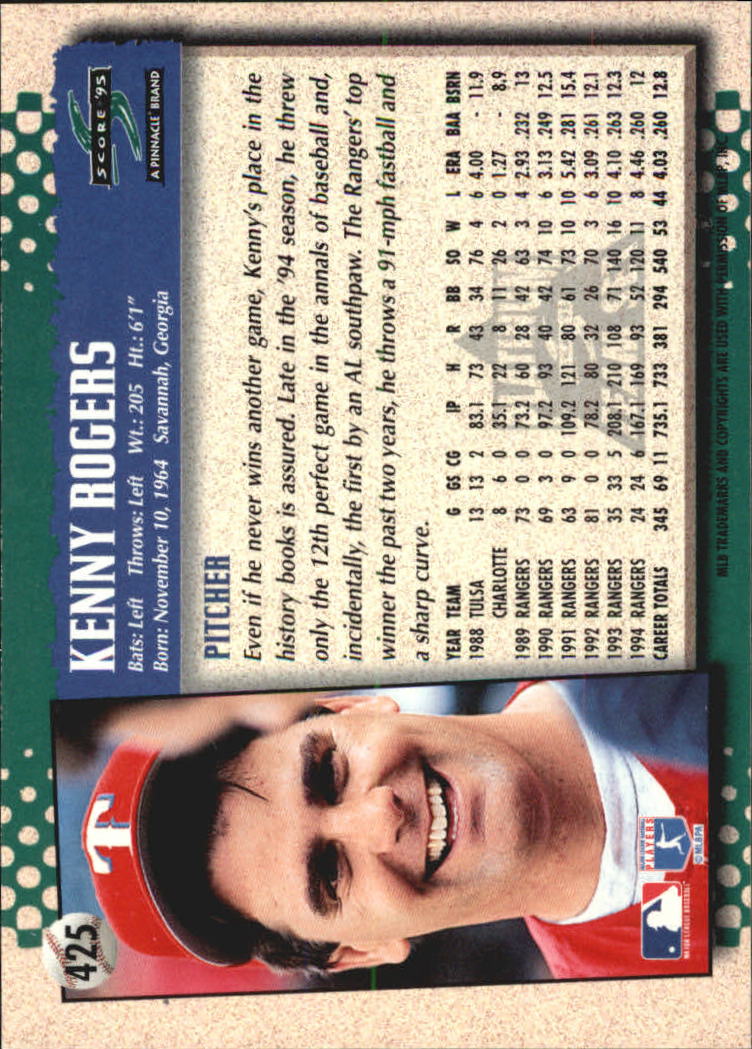 425
T
KENNY ROGERS
Bats: Left Throws: Left Wt.: 205 Ht.: 6'1"
Born: November 10, 1964 Savannah, Georgia
SCORE '95
A PINNACLE BRAND
PITCHER
Even if he never wins another game, Kenny's place in the
history books is assured. Late in the '94 season, he threw
only the 12th perfect game in the annals of baseball and,
incidentally, the first by an AL southpaw. The Rangers' top
winner the past two years, he throws a 91-mph fastball and
a sharp curve.
YEAR TEAM G GS CG IP H R BB SO W L ERA BAA BSRN
1988 TULSA 13 13 2 83.1 73 43 34 76 4 6 4.00 - 11.9
CHARLOTTE 8 6 0 35.1 22 8 11 26 2 0 1.27 - 8.9
1989 RANGERS 73 0 0 73.2 60 28 42 63 3 4 2.93 .232 13
1990 RANGERS 69 3 0 97.2 93 40 42 74 10 6 3.13 .249 12.5
1991 RANGERS 63 9 0 109.2 121 80 61 73 10 10 5.42 .281 15.4
1992 RANGERS 81 0 0 78.2 80 32 26 70 3 6 3.09 .261 12.1
1993 RANGERS 35 33 5 208.1 210 108 71 140 16 10 4.10 .263 12.3
1994 RANGERS 24 24 6 167.1 169 93 52 120 11 8 4.46 .260 12
CAREER TOTALS 345 69 11 735.1 733 381 294 540 53 44 4.03 .260 12.8
MAJOR LEAGUE BASEBALL
PLAYERS
© MLBPA
MLB TRADEMARKS AND COPYRIGHTS ARE USED WITH PERMISSION OF MLBP, INC.